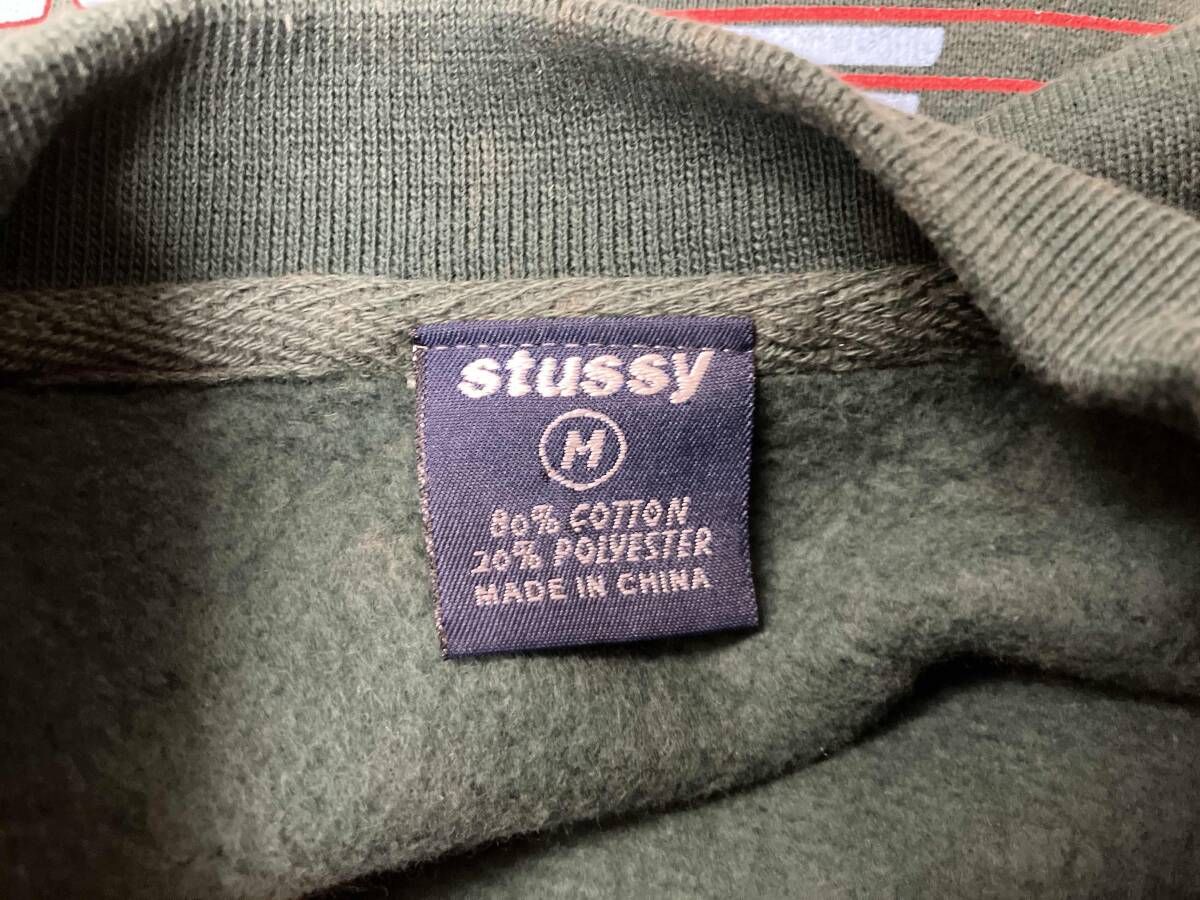 stussy
M
80% COTTON
20% POLYESTER
MADE IN CHINA